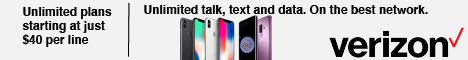 Unlimited plans
starting at just
$40 per line
Unlimited talk, text and data. On the best network.
verizon✓